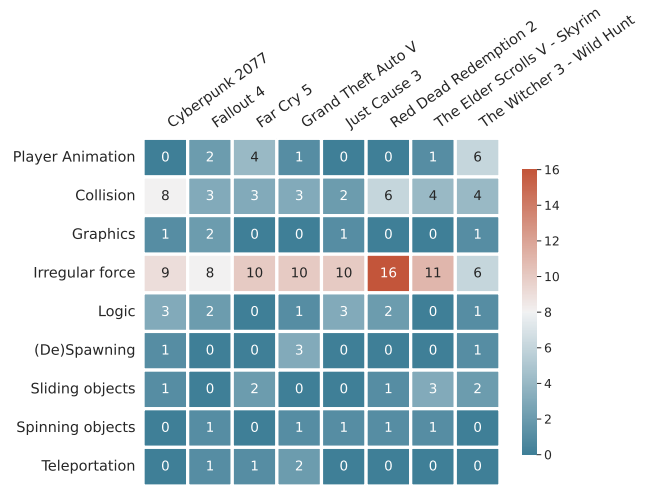 Cyberpunk 2077
Fallout 4
Far Cry 5
Grand Theft Auto V
Just Cause 3
Red Dead Redemption 2
The Elder Scrolls V - Skyrim
The Witcher 3 - Wild Hunt
Player Animation 0 2 4 1 0 0 1 6
Collision 8 3 3 3 2 6 4 4
Graphics 1 2 0 0 1 0 0 1
Irregular force 9 8 10 10 10 16 11 6
Logic 3 2 0 1 3 2 0 1
(De)Spawning 1 0 0 3 0 0 0 1
Sliding objects 1 0 2 0 0 1 3 2
Spinning objects 0 1 0 1 1 1 1 0
Teleportation 0 1 1 2 0 0 0 0
16
14
12
10
8
6
4
2
0